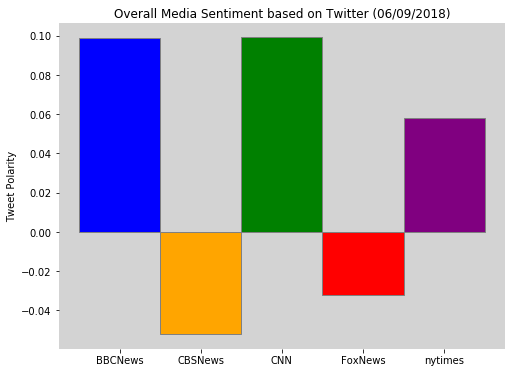 Overall Media Sentiment based on Twitter (06/09/2018)
0.10
0.08
0.06
0.04
0.02
0.00
−0.02
−0.04
Tweet Polarity
BBCNews CBSNews CNN FoxNews nytimes